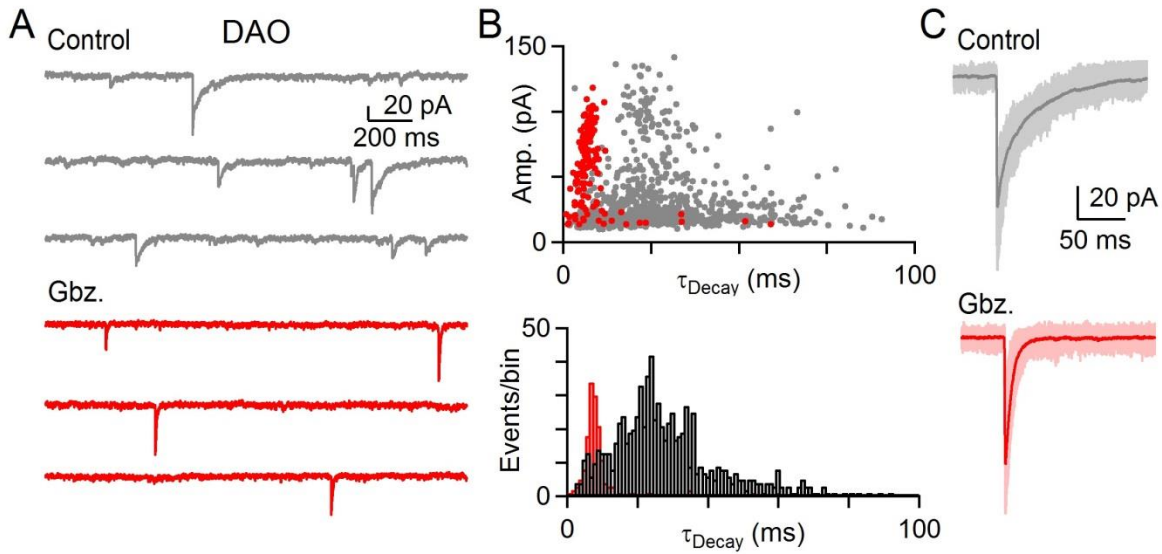 A
Control
DAO
20 pA
200 ms
Gbz.
B
150
Amp. (pA)
0
0
100
τDecay (ms)
50
Events/bin
0
0
100
τDecay (ms)
C
Control
20 pA
50 ms
Gbz.